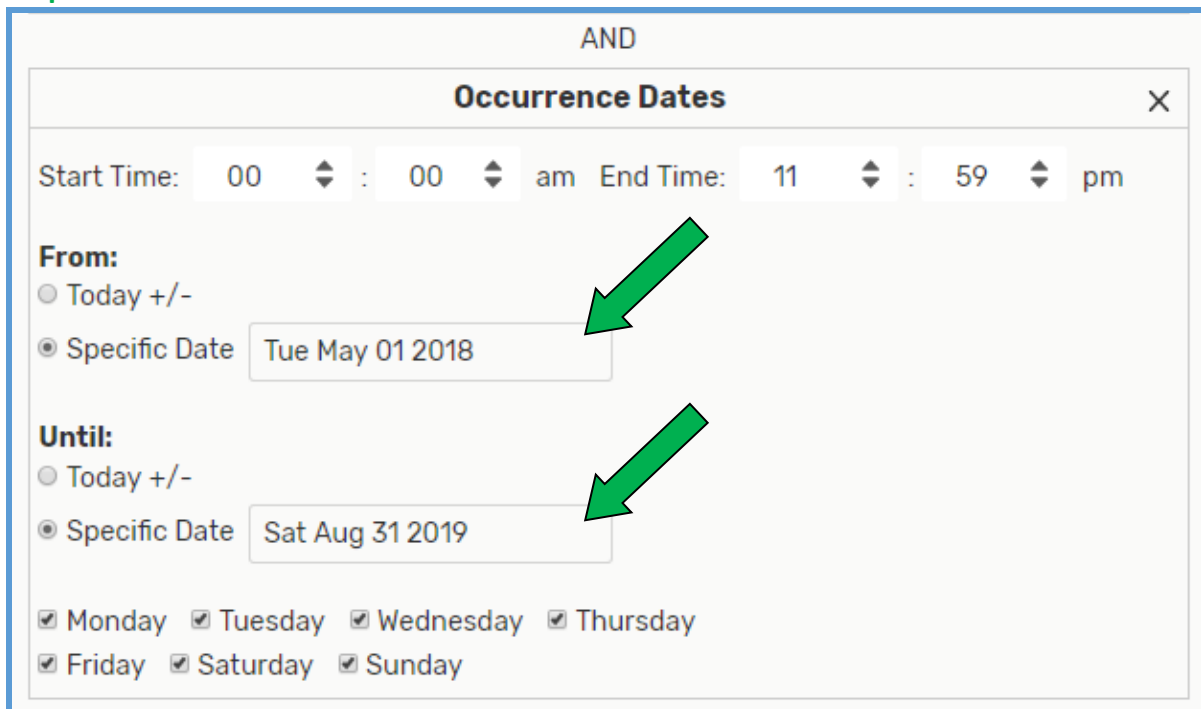 AND
Occurrence Dates
Start Time: 00 : 00 am End Time: 11 : 59 pm
From:
Today +/-
Specific Date Tue May 01 2018
Until:
Today +/-
Specific Date Sat Aug 31 2019
Monday Tuesday Wednesday Thursday
Friday Saturday Sunday